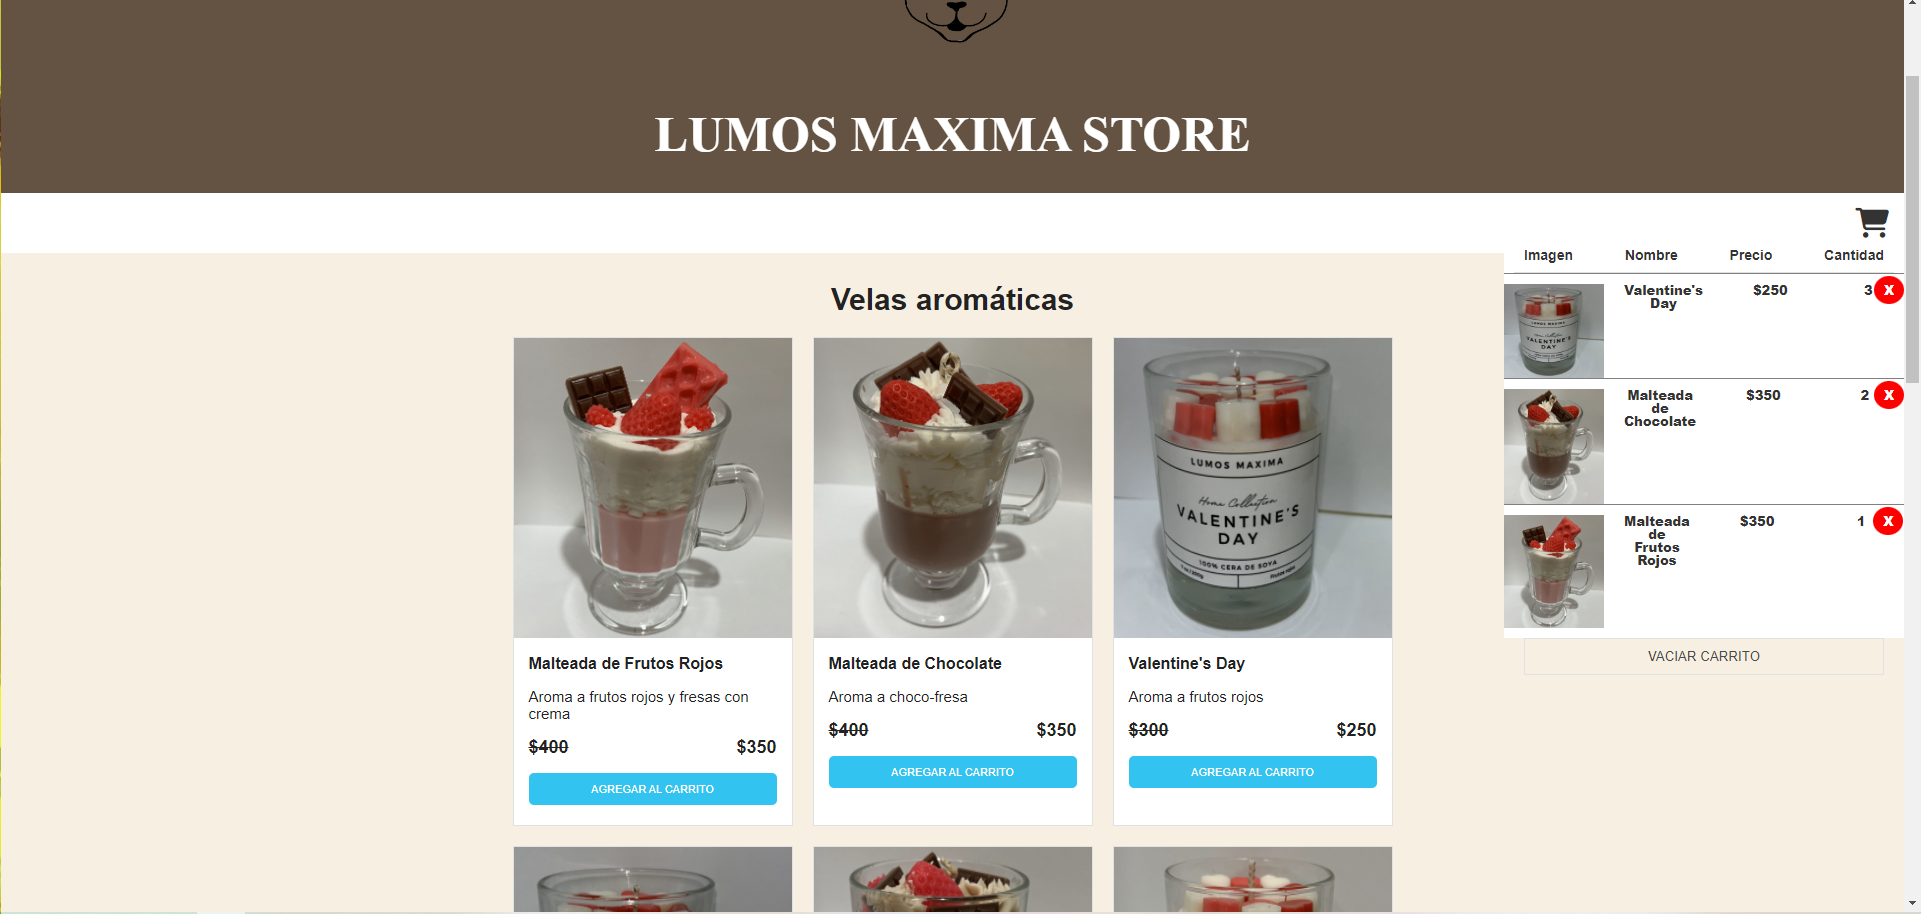 LUMOS MAXIMA STORE
Imagen Nombre Precio Cantidad
Valentine's
Day
$250 3 X
Malteada
de
Chocolate
$350 2 X
Malteada
de
Frutos
Rojos
$350 1 X
VACIAR CARRITO
Velas aromáticas
LUMOS MAXIMA
Home Collection
VALENTINE'S
DAY
100% CERA DE SOYA
Malteada de Frutos Rojos
Aroma a frutos rojos y fresas con
crema
$400 $350
AGREGAR AL CARRITO
Malteada de Chocolate
Aroma a choco-fresa
$400 $350
AGREGAR AL CARRITO
Valentine's Day
Aroma a frutos rojos
$300 $250
AGREGAR AL CARRITO